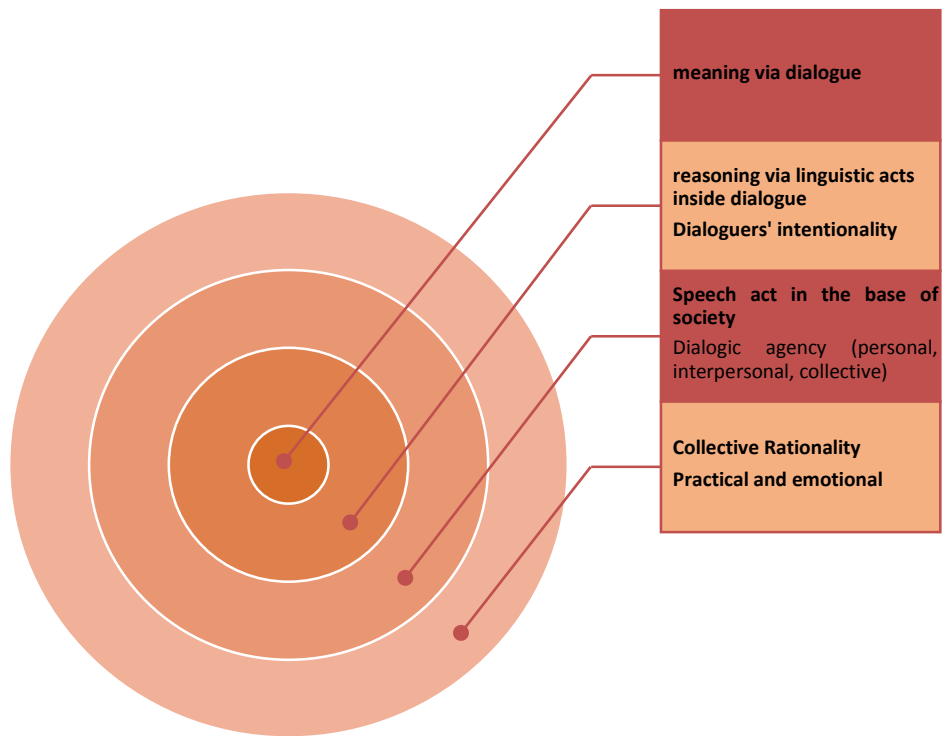 meaning via dialogue
reasoning via linguistic acts
inside dialogue
Dialoguers' intentionality
Speech act in the base of
society
Dialogic agency (personal,
interpersonal, collective)
Collective Rationality
Practical and emotional